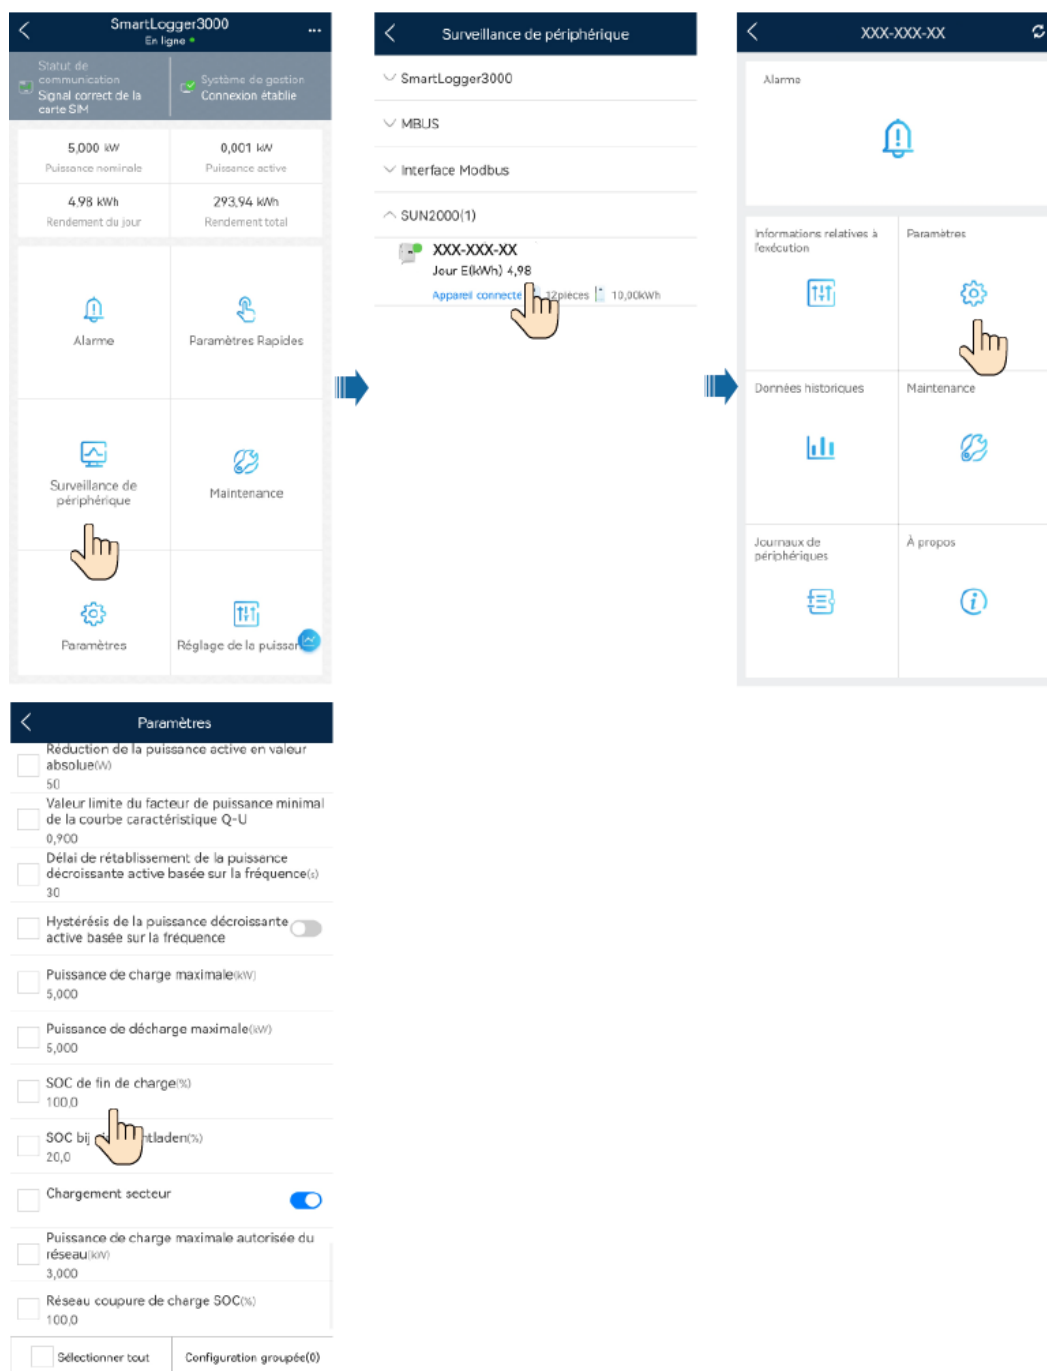 SmartLogger3000
En ligne
...
Statut de
communication
Signal correct de la
carte SIM
Système de gestion
Connexion établie
5,000 kW
Puissance nominale
0,001 kW
Puissance active
4,98 kWh
Rendement du jour
293,94 kWh
Rendement total
Alarme
Paramètres Rapides
Surveillance de
périphérique
Maintenance
Paramètres
Réglage de la
Surveillance de périphérique
SmartLogger3000
MBUS
Interface Modbus
SUN2000(1)
XXX-XXX-XX
Jour E(kWh) 4,98
Appareil connecté 12pièces 10,00kWh
XXX-XXX-XX
Alarme
Informations relatives à
l'exécution
Paramètres
Données historiques
Maintenance
Journaux de
périphériques
À propos
Paramètres
Réduction de la puissance active en valeur
absolue(W)
50
Valeur limite du facteur de puissance minimal
de la courbe caractéristique Q-U
0,900
Délai de rétablissement de la puissance
décroissante active basée sur la fréquence(s)
30
Hystérésis de la puissance décroissante
active basée sur la fréquence
Puissance de charge maximale(kW)
5,000
Puissance de décharge maximale(kW)
5,000
SOC de fin de charge(%)
100,0
SOC bij
20,0
Chargement secteur
Puissance de charge maximale autorisée du
réseau(kW)
3,000
Réseau coupure de charge SOC(%)
100,0
Sélectionner tout
Configuration groupée(0)